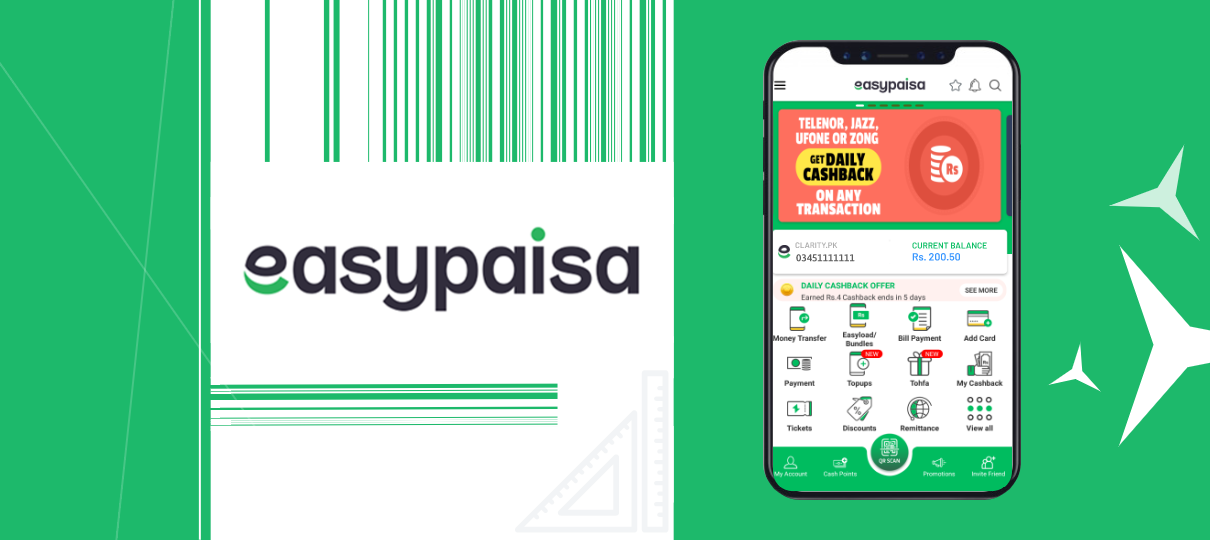 easypaisa
easypaisa
TELENOR, JAZZ,
UFONE OR ZONG
GET DAILY
CASHBACK
ON ANY
TRANSACTION
Rs
CLARITY.PK
03451111111
CURRENT BALANCE
Rs. 200.50
DAILY CASHBACK OFFER
Earned Rs.4 Cashback ends in 5 days
SEE MORE
Rs
Money Transfer
Easyload/
Bundles
Bill Payment
Add Card
NEW
NEW
Payment
Topups
Tohfa
My Cashback
Tickets
Discounts
Remittance
View all
QR SCAN
My Account
Cash Points
Promotions
Invite Friend